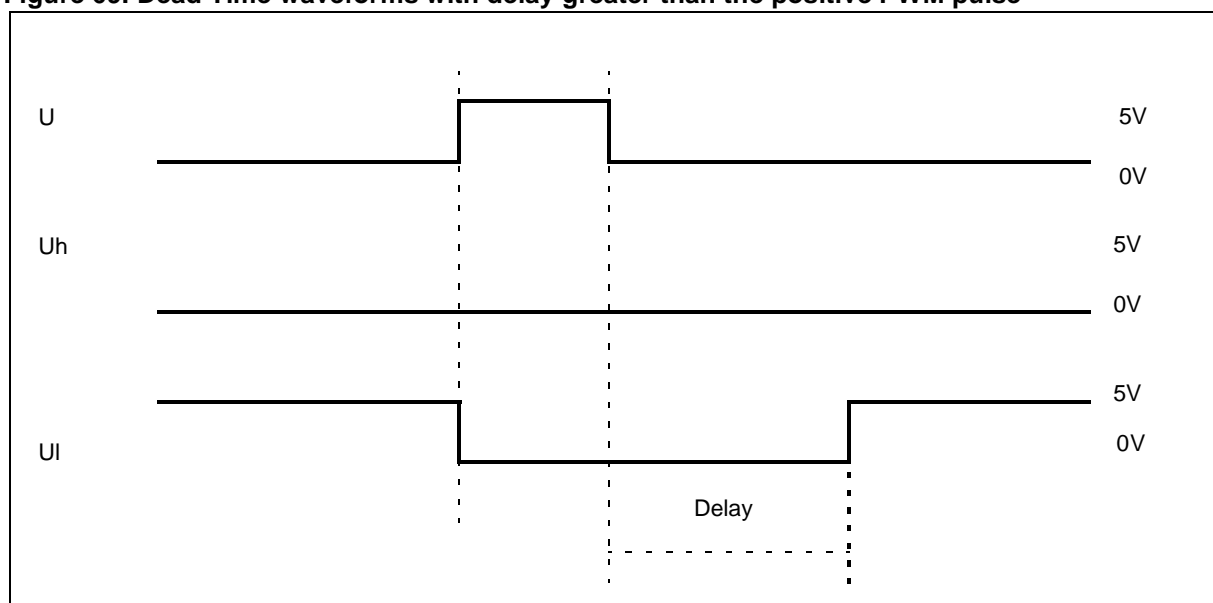 Figure Dead Time waveforms with delay greater than the positive PWM pulse
U
5V
0V
Uh
5V
0V
5V
Ul
0V
Delay